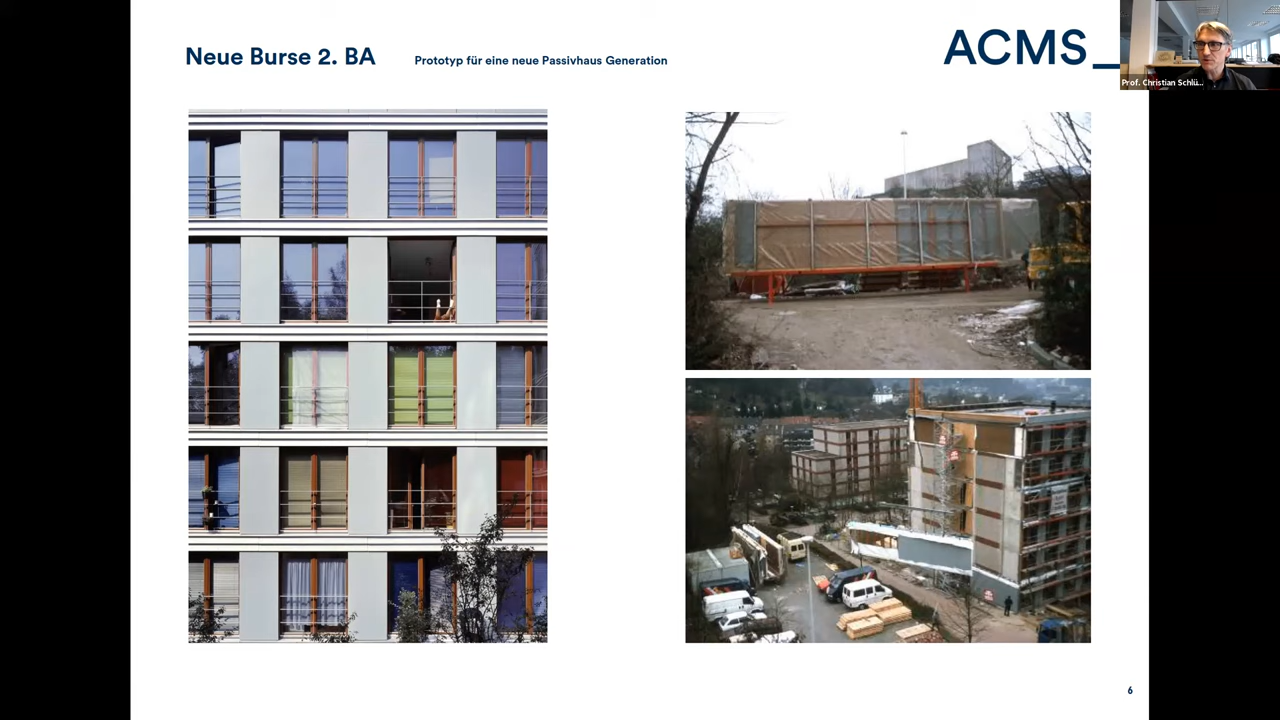 Neue Burse 2. BA
Prototyp für eine neue Passivhaus Generation
ACMS_
Prof. Christian Schlü...
6